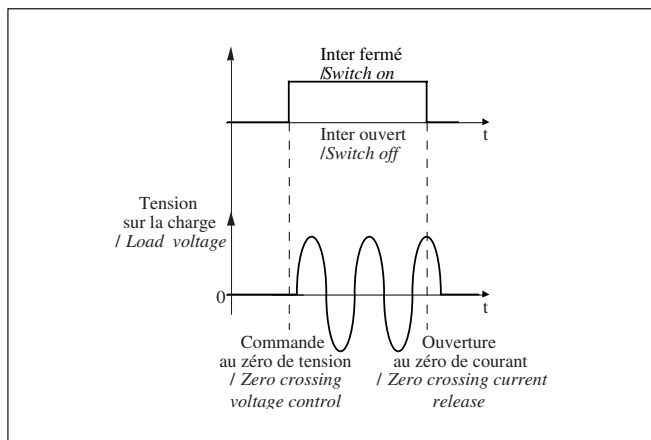 Inter fermé
/Switch on
t
Inter ouvert
/Switch off
Tension
sur la charge
/ Load voltage
0
t
Commande
au zéro de tension
/ Zero crossing
voltage control
Ouverture
au zéro de courant
/ Zero crossing current
release